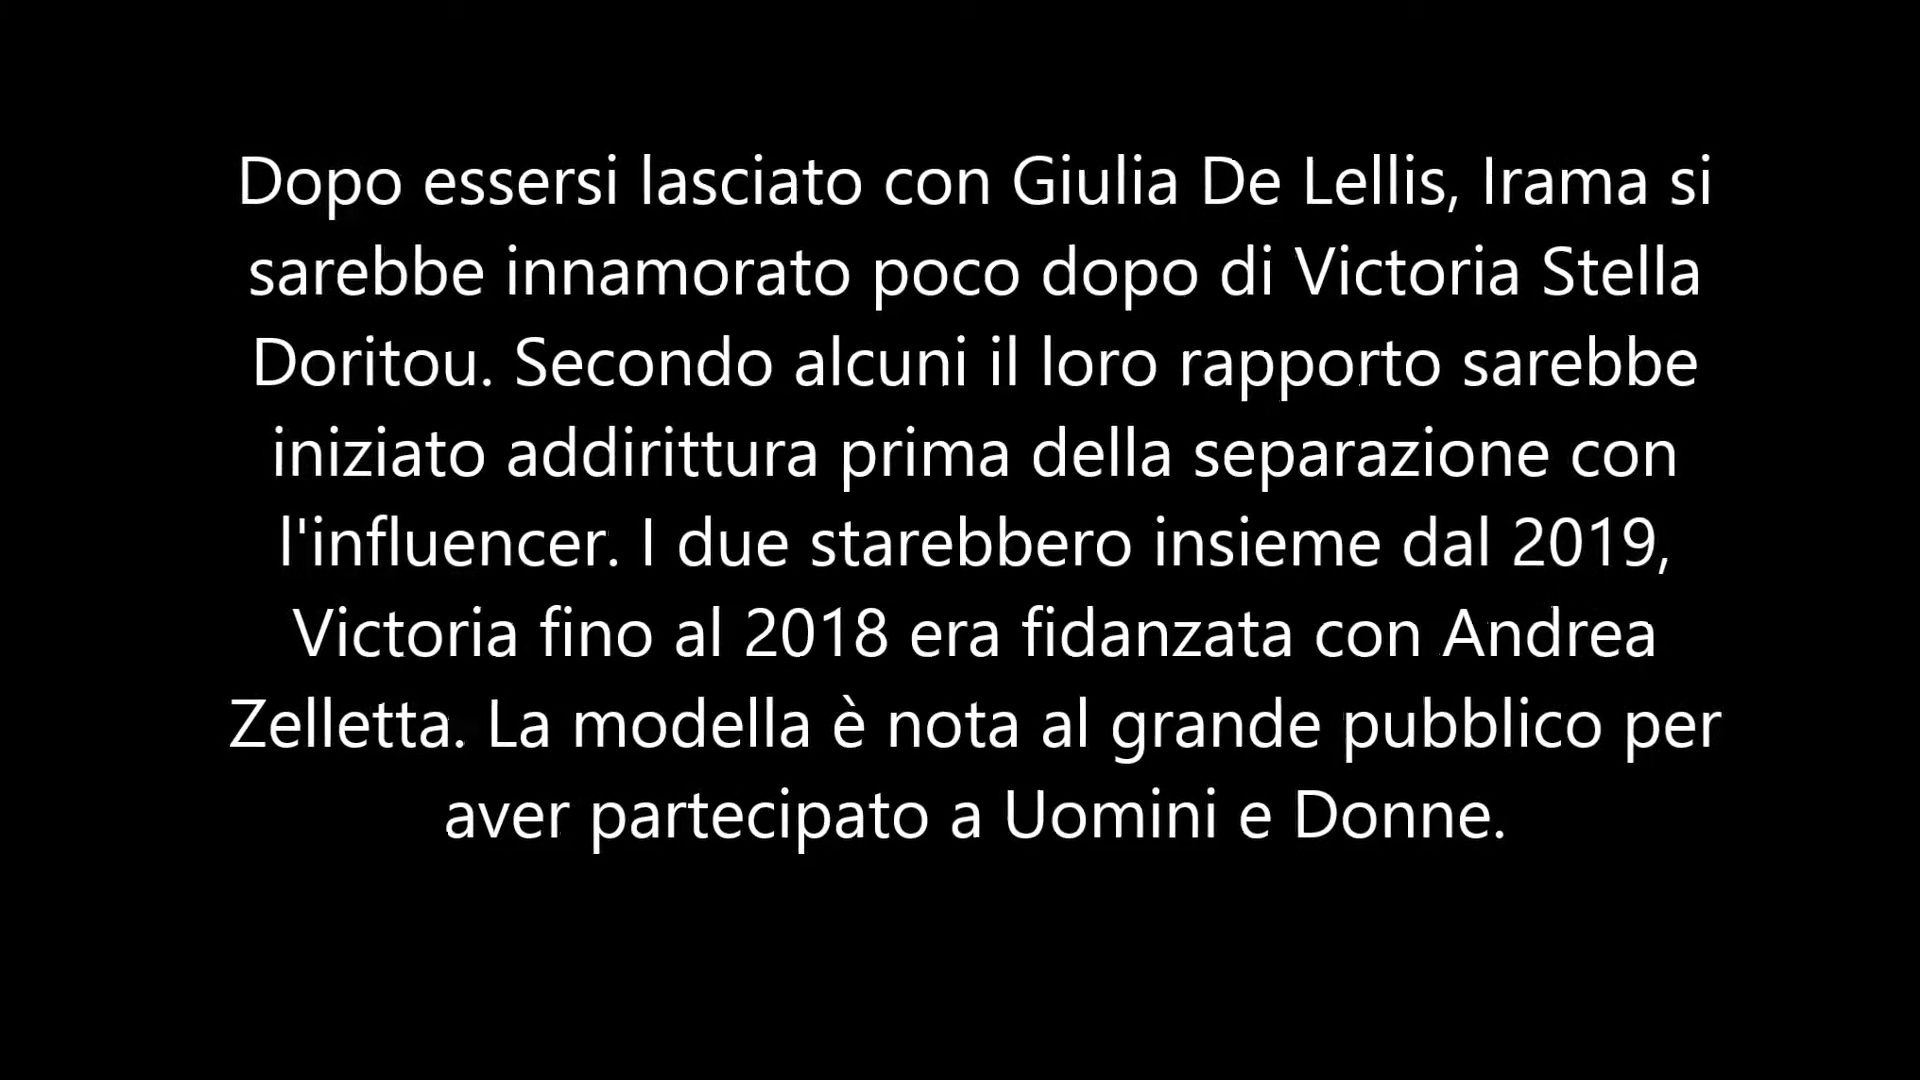 Dopo essersi lasciato con Giulia De Lellis, Irama si
sarebbe innamorato poco dopo di Victoria Stella
Doritou. Secondo alcuni il loro rapporto sarebbe
iniziato addirittura prima della separazione con
l'influencer. I due starebbero insieme dal 2019,
Victoria fino al 2018 era fidanzata con Andrea
Zelletta. La modella è nota al grande pubblico per
aver partecipato a Uomini e Donne.